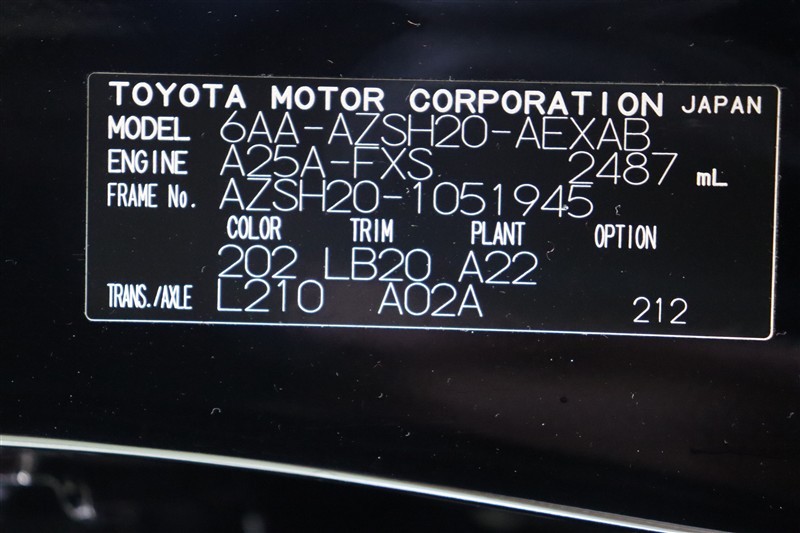 TOYOTA MOTOR CORPORATION JAPAN
MODEL 6AA-AZSH20-AEXAB
ENGINE A25A-FXS 2487 mL
FRAME No. AZSH20-1051945
COLOR TRIM PLANT OPTION
202 LB20 A22
TRANS./AXLE L210 A02A 212